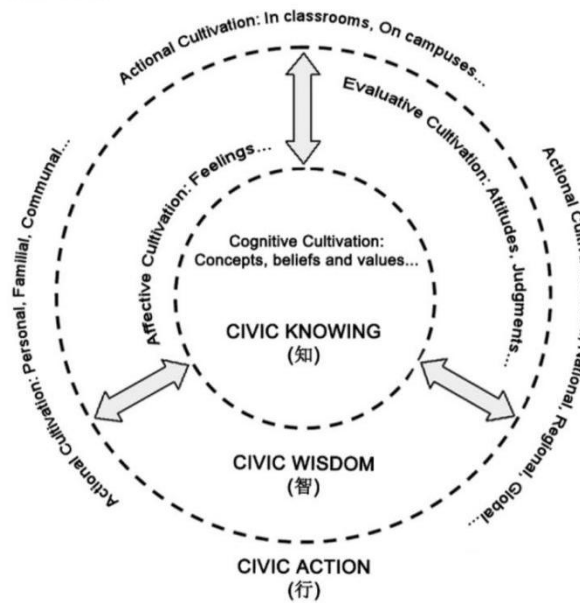 Actional Cultivation: In classrooms, On campuses...
Evaluative Cultivation: Attitudes, Judgments...
Affective Cultivation: Feelings...
Actional Cultivation: Personal, Familial, Communal...
Actional Cultiv
National, Regional, Global...
Cognitive Cultivation:
Concepts, beliefs and values...
CIVIC KNOWING
(知)
CIVIC WISDOM
(智)
CIVIC ACTION
(行)